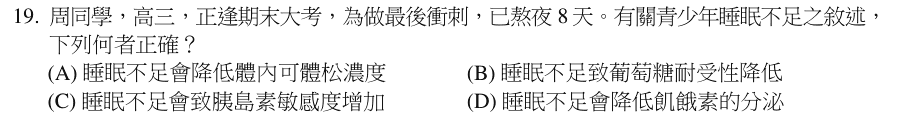 19. 周同學，高三，正逢期末大考，為做最後衝刺，已熬夜 8 天。有關青少年睡眠不足之敘述，
下列何者正確？
(A) 睡眠不足會降低體內可體松濃度
(B) 睡眠不足致葡萄糖耐受性降低
(C) 睡眠不足會致胰島素敏感度增加
(D) 睡眠不足會降低飢餓素的分泌